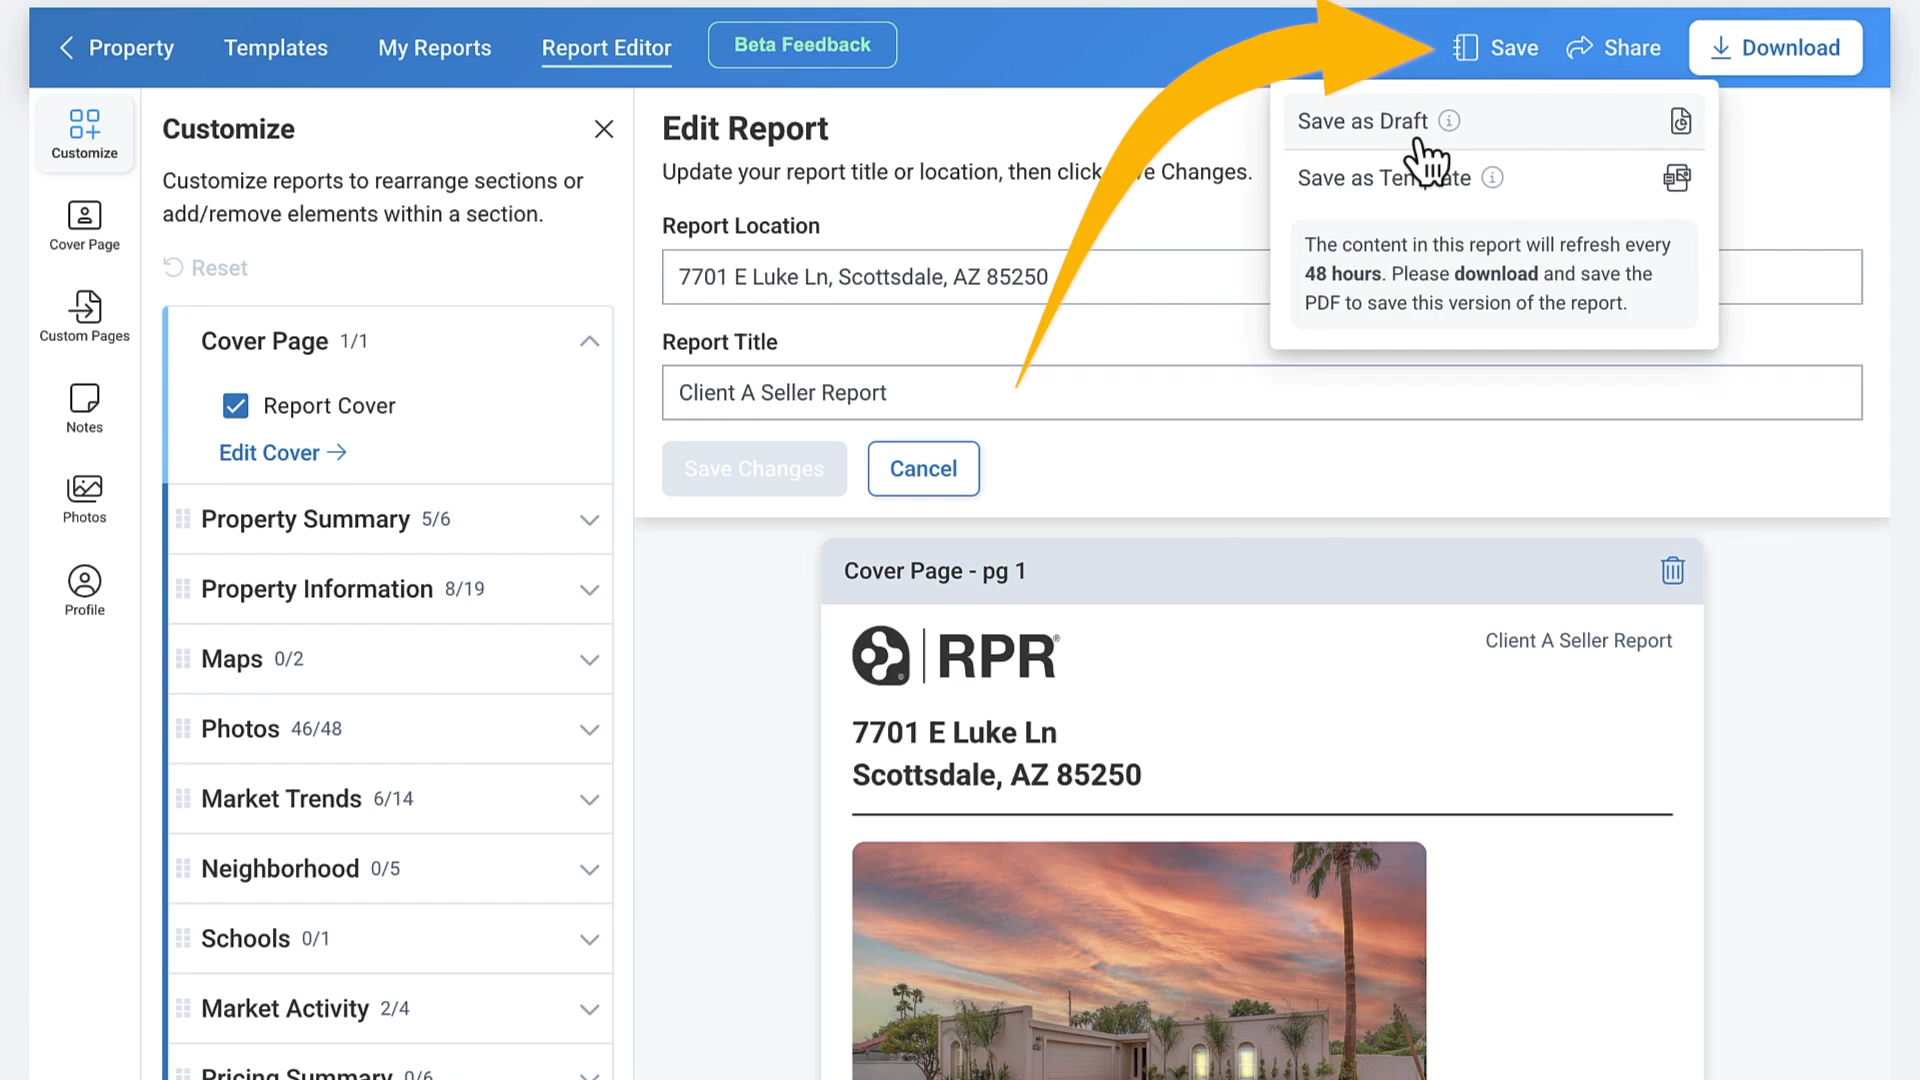 Property
Templates
My Reports
Report Editor
Beta Feedback
Save
Share
Download
Customize
Cover Page
Custom Pages
Notes
Photos
Profile
Customize
Customize reports to rearrange sections or
add/remove elements within a section.
Reset
Cover Page 1/1
Report Cover
Edit Cover
Property Summary 5/6
Property Information 8/19
Maps 0/2
Photos 46/48
Market Trends 6/14
Neighborhood 0/5
Schools 0/1
Market Activity 2/4
Pricing Summary 0/6
Edit Report
Update your report title or location, then click e Changes.
Report Location
7701 E Luke Ln, Scottsdale, AZ 85250
Report Title
Client A Seller Report
Save Changes
Cancel
Save as Draft
Save as Template
The content in this report will refresh every
48 hours. Please download and save the
PDF to save this version of the report.
Cover Page - pg 1
RPR
Client A Seller Report
7701 E Luke Ln
Scottsdale, AZ 85250